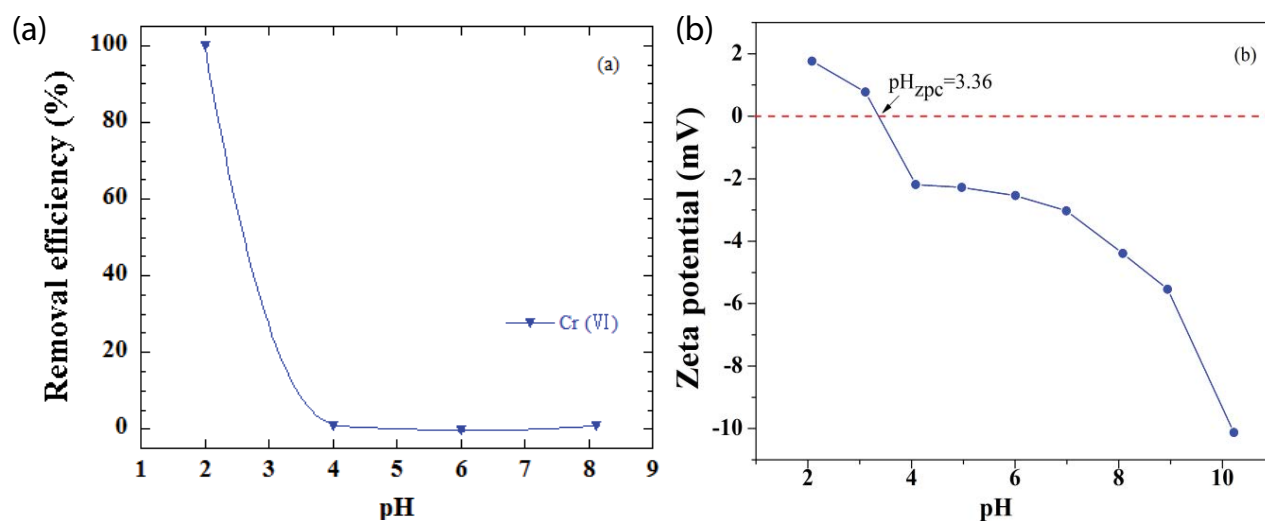 (a)
Removal efficiency (%)
100
80
60
40
20
0
(a)
Cr (VI)
1 2 3 4 5 6 7 8 9
pH
(b)
Zeta potential (mV)
2
0
-2
-4
-6
-8
-10
(b)
pHzpc=3.36
2 4 6 8 10
pH